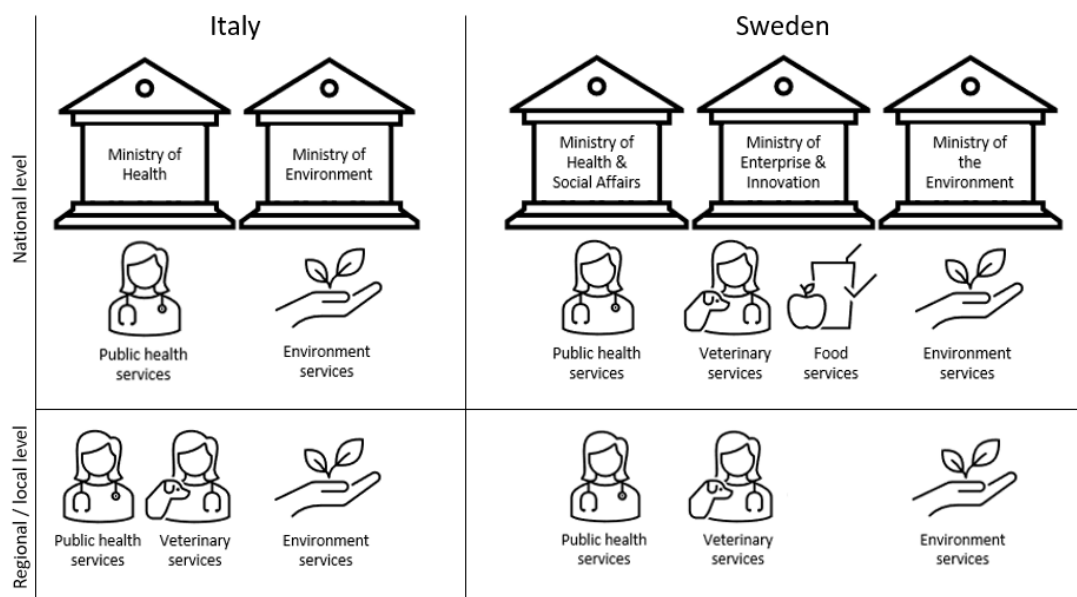 Italy
Sweden
National level
Ministry of
Health
Ministry of
Environment
Ministry of
Health &
Social Affairs
Ministry of
Enterprise &
Innovation
Ministry of
the
Environment
Public health
services
Environment
services
Public health
services
Veterinary
services
Food
services
Environment
services
Regional / local level
Public health
services
Veterinary
services
Environment
services
Public health
services
Veterinary
services
Environment
services